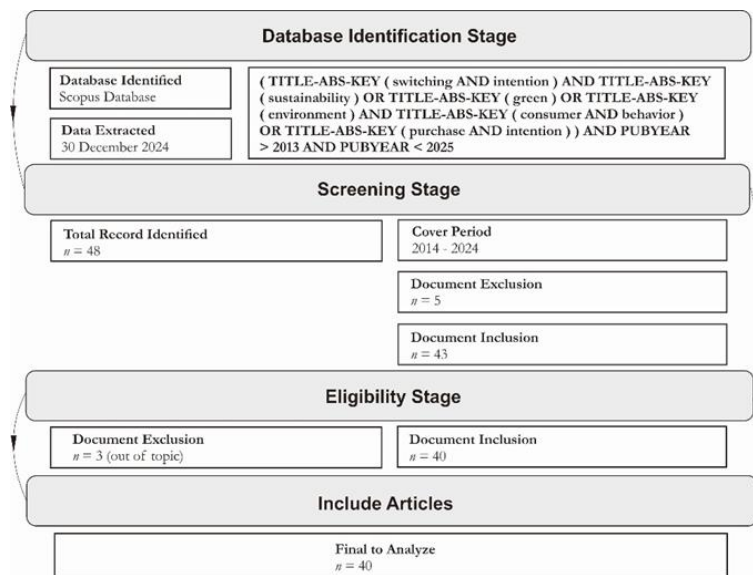 Database Identification Stage
Database Identified
Scopus Database
Data Extracted
30 December 2024
( TITLE-ABS-KEY ( switching AND intention ) AND TITLE-ABS-KEY
( sustainability ) OR TITLE-ABS-KEY ( green ) OR TITLE-ABS-KEY
( environment ) AND TITLE-ABS-KEY ( consumer AND behavior )
OR TITLE-ABS-KEY ( purchase AND intention ) ) AND PUBYEAR
> 2013 AND PUBYEAR < 2025
Screening Stage
Total Record Identified
n = 48
Cover Period
2014 - 2024
Document Exclusion
n = 5
Document Inclusion
n = 43
Eligibility Stage
Document Exclusion
n = 3 (out of topic)
Document Inclusion
n = 40
Include Articles
Final to Analyze
n = 40